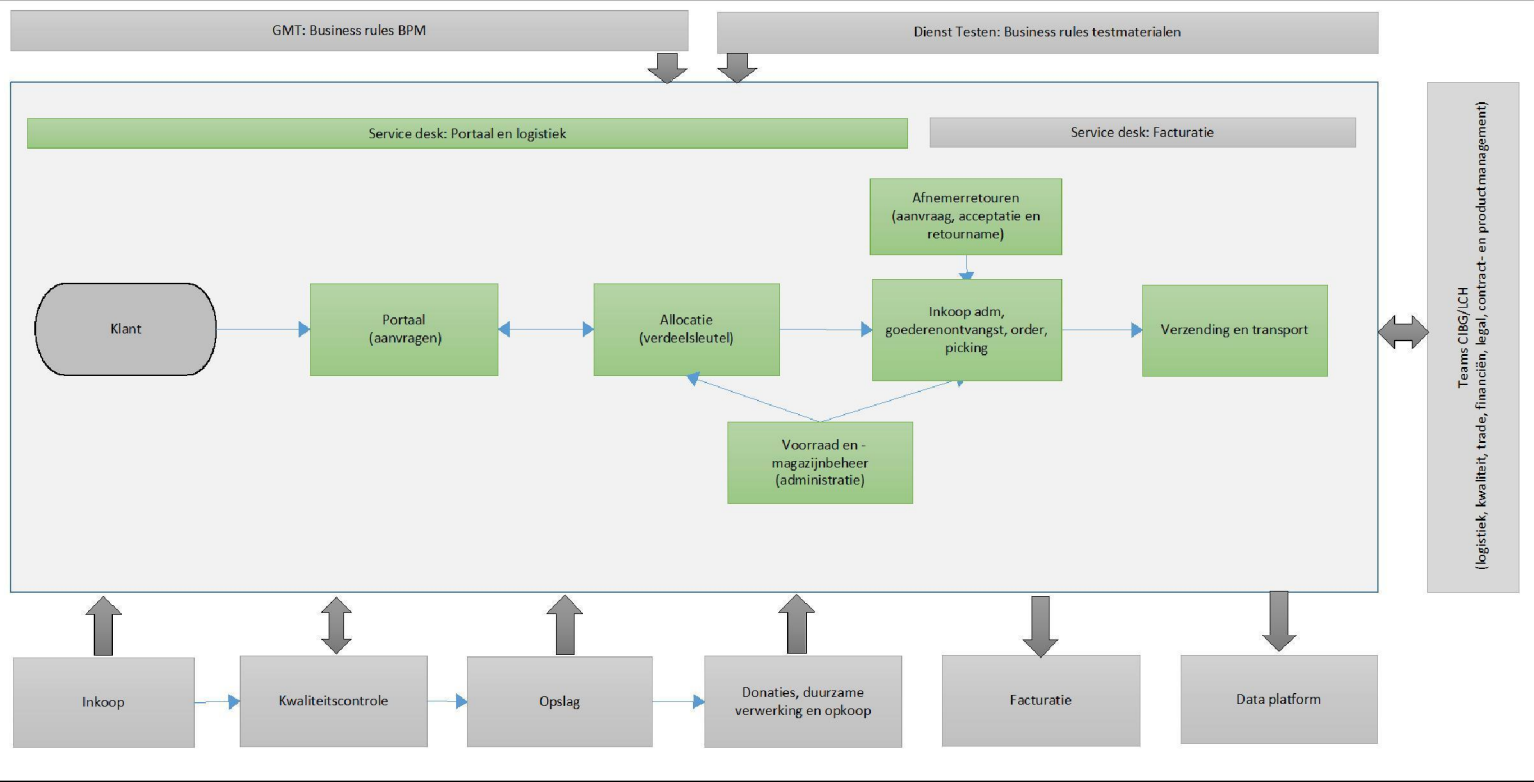 GMT: Business rules BPM
Dienst Testen: Business rules testmaterialen
Service desk: Portaal en logistiek
Service desk: Facturatie
Afnemerretouren
(aanvraag, acceptatie en
retourname)
Klant
Portaal
(aanvragen)
Allocatie
(verdeelsleutel)
Inkoop adm,
goederenontvangst, order,
picking
Verzending en transport
Voorraad en -
magazijnbeheer
(administratie)
Teams CIBG/LCH
(logistiek, kwaliteit, trade, financiën, legal, contract- en productmanagement)
Inkoop
Kwaliteitscontrole
Opslag
Donaties, duurzame
verwerking en opkoop
Facturatie
Data platform